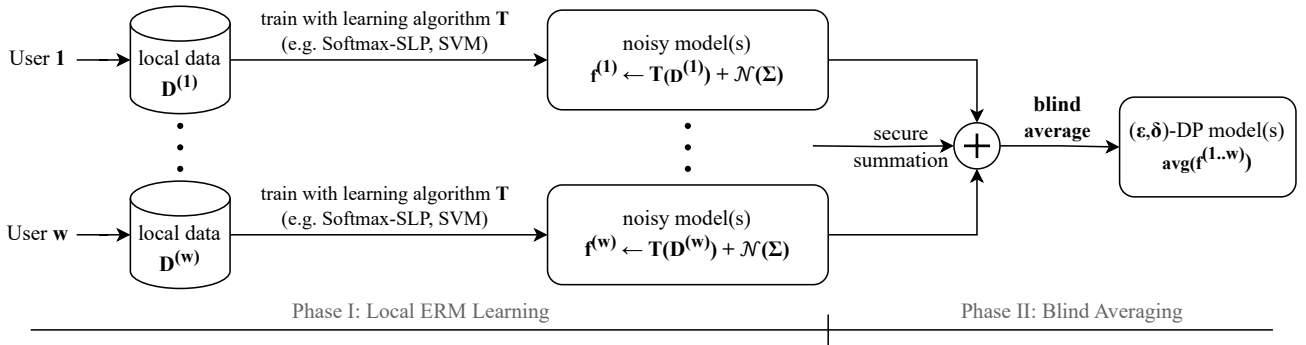 User 1
local data
D^(1)
train with learning algorithm T
(e.g. Softmax-SLP, SVM)
noisy model(s)
f^(1) ← T(D^(1)) + 𝒩(Σ)
secure
summation
+
blind
average
(ε,δ)-DP model(s)
avg(f^(1..w))
User w
local data
D^(w)
train with learning algorithm T
(e.g. Softmax-SLP, SVM)
noisy model(s)
f^(w) ← T(D^(w)) + 𝒩(Σ)
Phase I: Local ERM Learning
Phase II: Blind Averaging